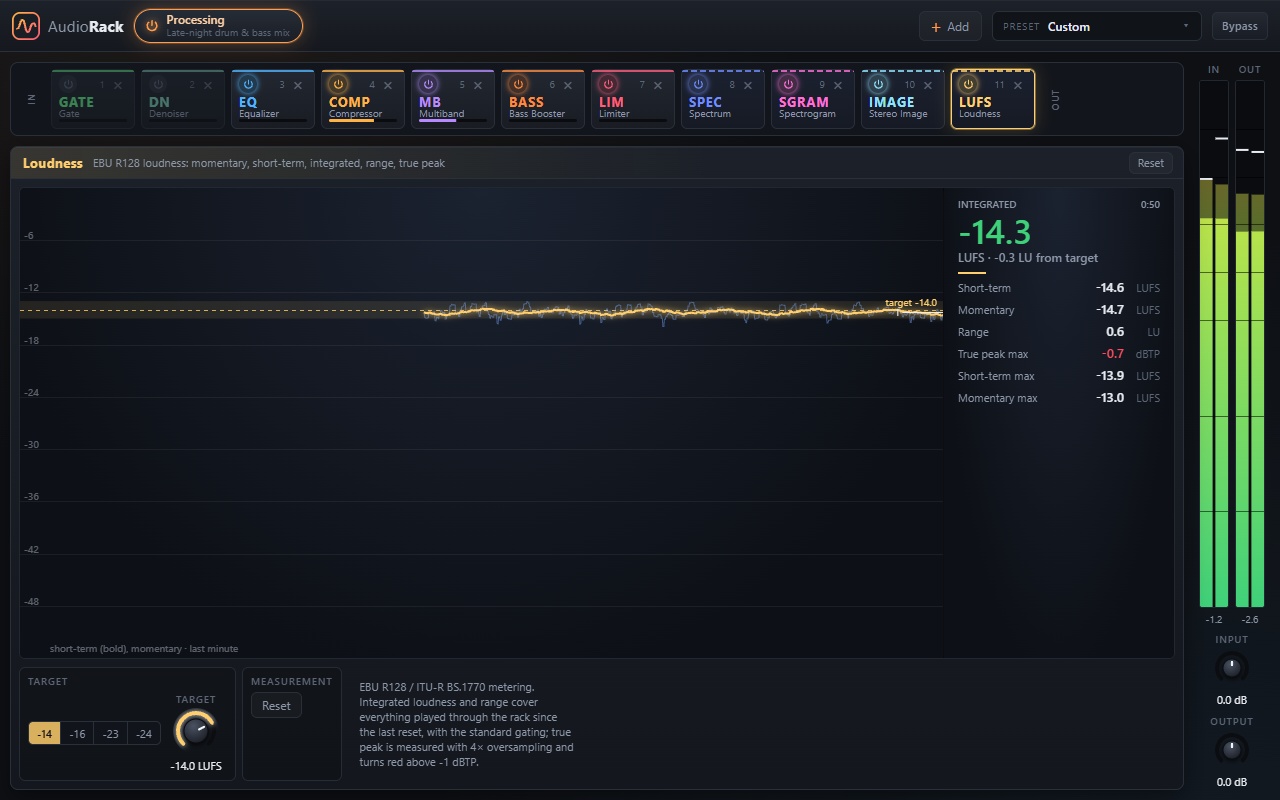 AudioRack
Processing
Late-night drum & bass mix
+ Add
PRESET Custom
Bypass
IN
1
GATE
Gate
2
DN
Denoiser
3
EQ
Equalizer
4
COMP
Compressor
5
MB
Multiband
6
BASS
Bass Booster
7
LIM
Limiter
8
SPEC
Spectrum
9
SGRAM
Spectrogram
10
IMAGE
Stereo Image
11
LUFS
Loudness
OUT
IN OUT
Loudness EBU R128 loudness: momentary, short-term, integrated, range, true peak
Reset
-6
-12
-18
-24
-30
-36
-42
-48
target -14.0
short-term (bold), momentary · last minute
INTEGRATED 0:50
-14.3
LUFS · -0.3 LU from target
Short-term -14.6 LUFS
Momentary -14.7 LUFS
Range 0.6 LU
True peak max -0.7 dBTP
Short-term max -13.9 LUFS
Momentary max -13.0 LUFS
TARGET
-14 -16 -23 -24
TARGET
-14.0 LUFS
MEASUREMENT
Reset
EBU R128 / ITU-R BS.1770 metering.
Integrated loudness and range cover
everything played through the rack since
the last reset, with the standard gating; true
peak is measured with 4× oversampling and
turns red above -1 dBTP.
-1.2 -2.6
INPUT
0.0 dB
OUTPUT
0.0 dB